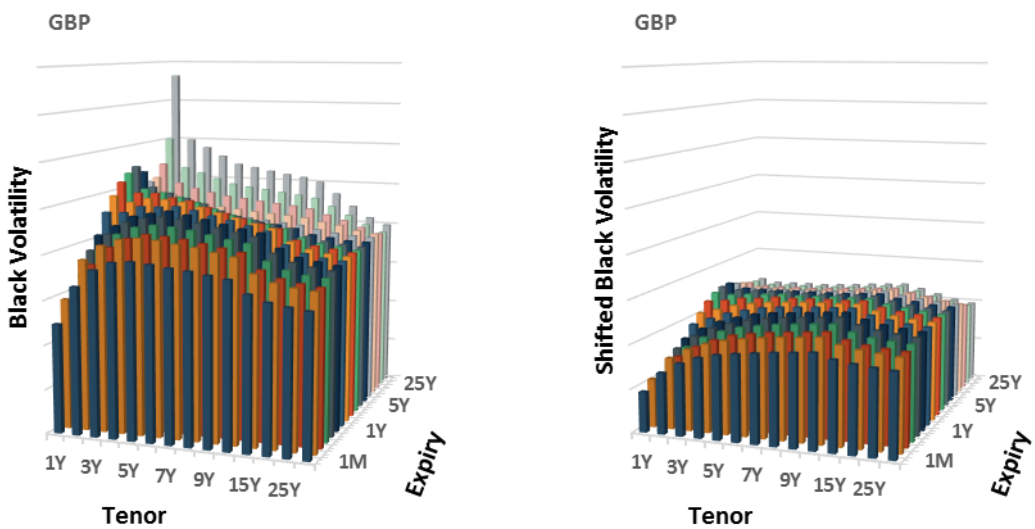 GBP
Black Volatility
25Y
5Y
1Y
1M
Expiry
1Y 3Y 5Y 7Y 9Y 15Y 25Y
Tenor
GBP
Shifted Black Volatility
25Y
5Y
1Y
1M
Expiry
1Y 3Y 5Y 7Y 9Y 15Y 25Y
Tenor